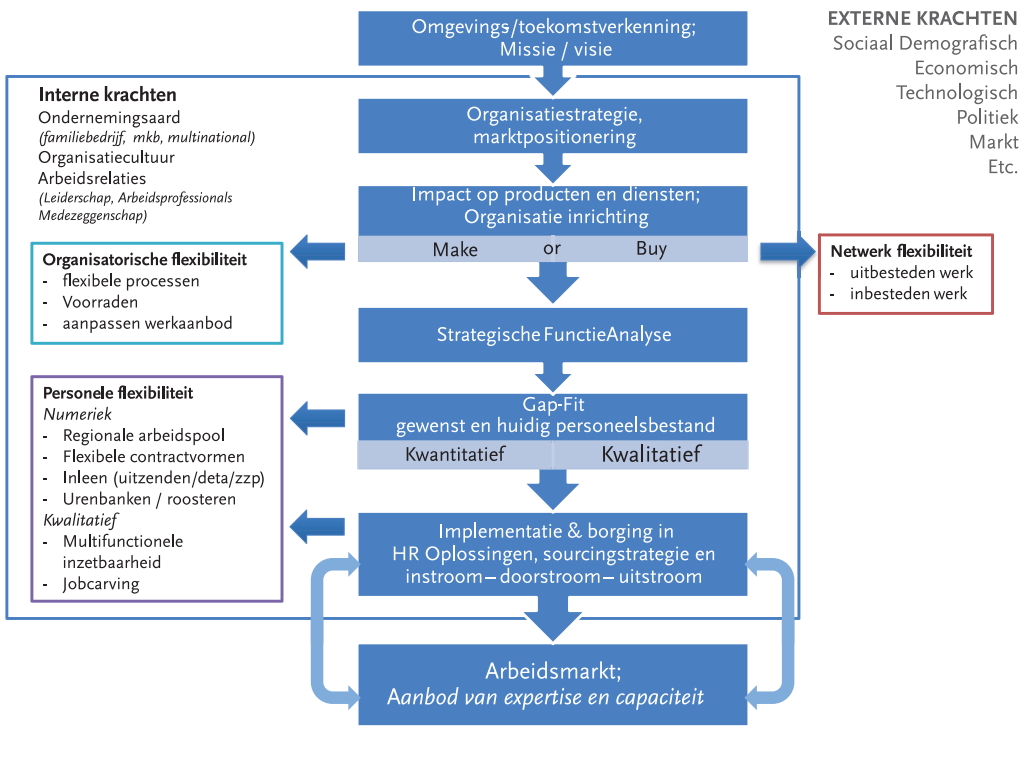 Omgevings/toekomstverkenning;
Missie / visie
EXTERNE KRACHTEN
Sociaal Demografisch
Economisch
Technologisch
Politiek
Markt
Etc.
Interne krachten
Ondernemingsaard
(familiebedrijf, mkb, multinational)
Organisatiecultuur
Arbeidsrelaties
(Leiderschap, Arbeidsprofessionals
Medezeggenschap)
Organisatiestrategie,
marktpositionering
Impact op producten en diensten;
Organisatie inrichting
Make or Buy
Organisatorische flexibiliteit
- flexibele processen
- Voorraden
- aanpassen werkaanbod
Netwerk flexibiliteit
- uitbesteden werk
- inbesteden werk
Strategische FunctieAnalyse
Gap-Fit
gewenst en huidig personeelsbestand
Kwantitatief Kwalitatief
Personele flexibiliteit
Numeriek
- Regionale arbeidspool
- Flexibele contractvormen
- Inleen (uitzenden/deta/zzp)
- Urenbanken / roosteren
Kwalitatief
- Multifunctionele
inzetbaarheid
- Jobcarving
Implementatie & borging in
HR Oplossingen, sourcingstrategie en
instroom – doorstroom – uitstroom
Arbeidsmarkt;
Aanbod van expertise en capaciteit